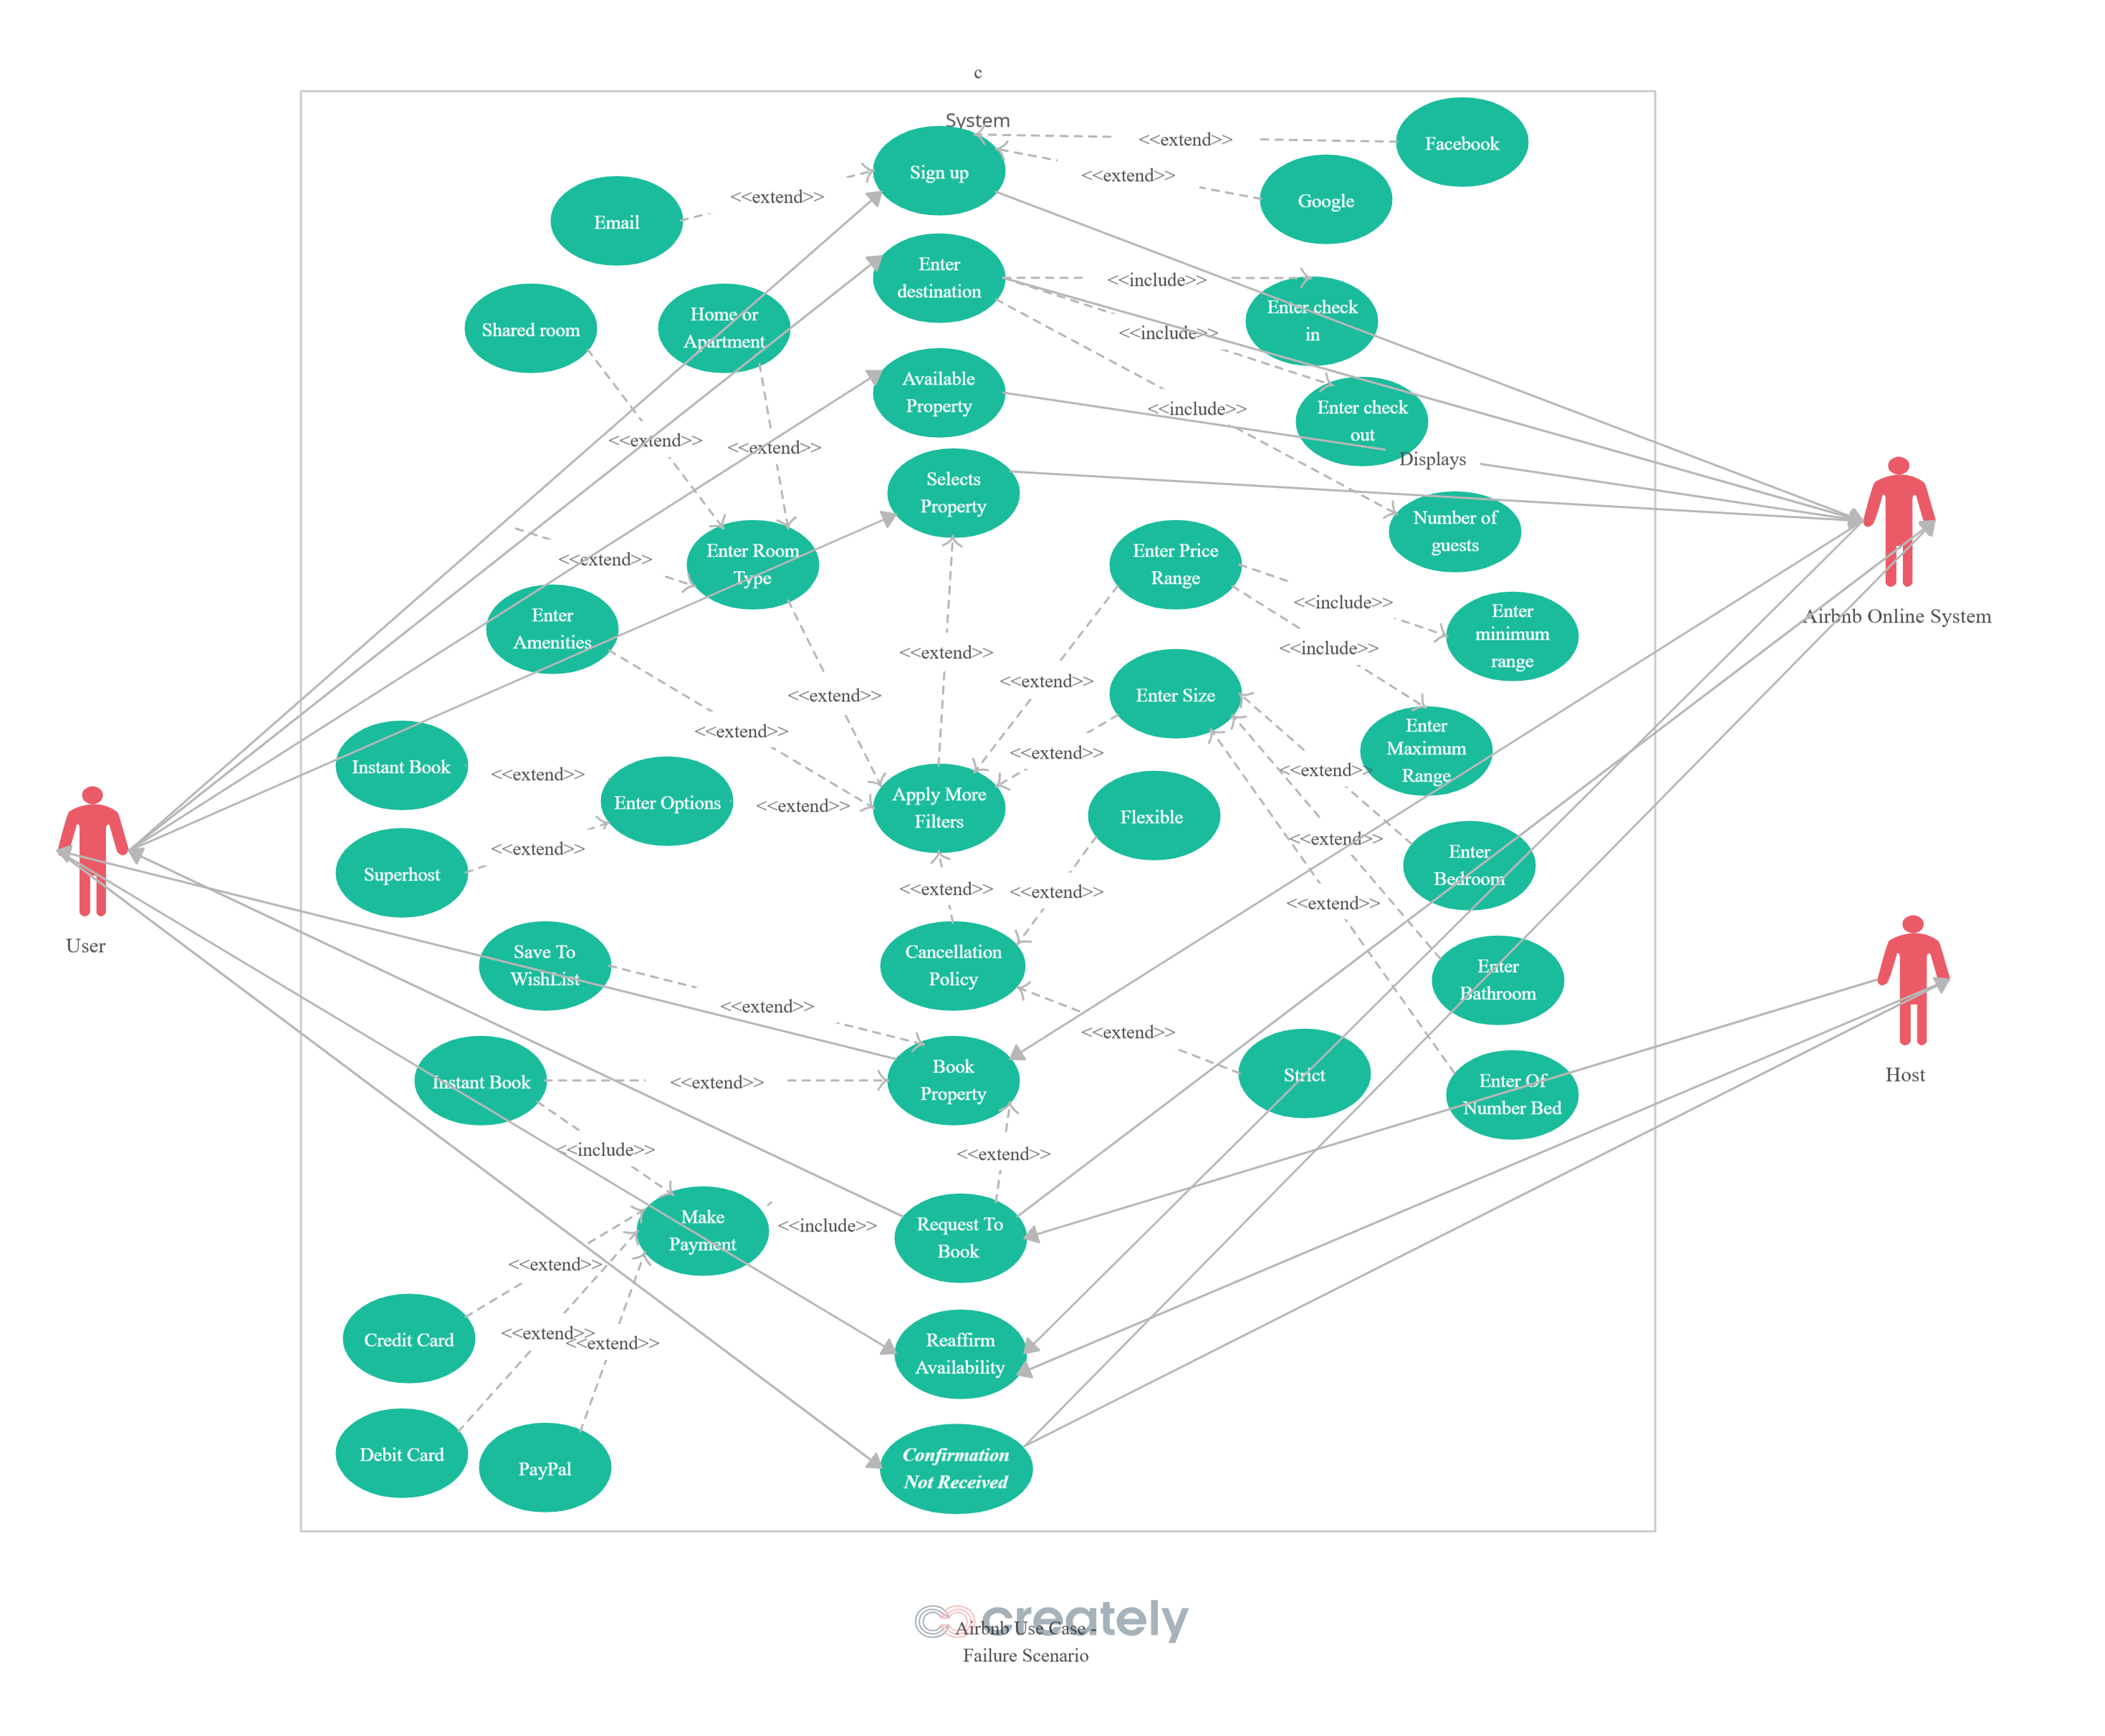 c
System
Sign up
<<extend>>
Facebook
<<extend>>
Google
<<extend>>
Email
Enter
destination
<<include>>
Enter check
in
<<include>>
Enter check
out
<<include>>
Number of
guests
Shared room
Home or
Apartment
Available
Property
Displays
<<extend>>
<<extend>>
Selects
Property
<<extend>>
Enter Room
Type
Enter Price
Range
<<include>>
Enter
minimum
range
<<include>>
Enter
Maximum
Range
Airbnb Online System
Enter
Amenities
<<extend>>
<<extend>>
<<extend>>
<<extend>>
Enter Size
<<extend>>
<<extend>>
Instant Book
<<extend>>
Enter Options
<<extend>>
Apply More
Filters
Flexible
<<extend>>
Superhost
<<extend>>
<<extend>>
<<extend>>
<<extend>>
Enter
Bedroom
User
Save To
WishList
<<extend>>
Cancellation
Policy
<<extend>>
Enter
Bathroom
Instant Book
<<extend>>
Book
Property
Strict
Enter Of
Number Bed
Host
<<include>>
<<extend>>
Make
Payment
<<include>>
Request To
Book
<<extend>>
Credit Card
<<extend>>
<<extend>>
Reaffirm
Availability
Debit Card
PayPal
Confirmation
Not Received
creately
Airbnb Use Case -
Failure Scenario